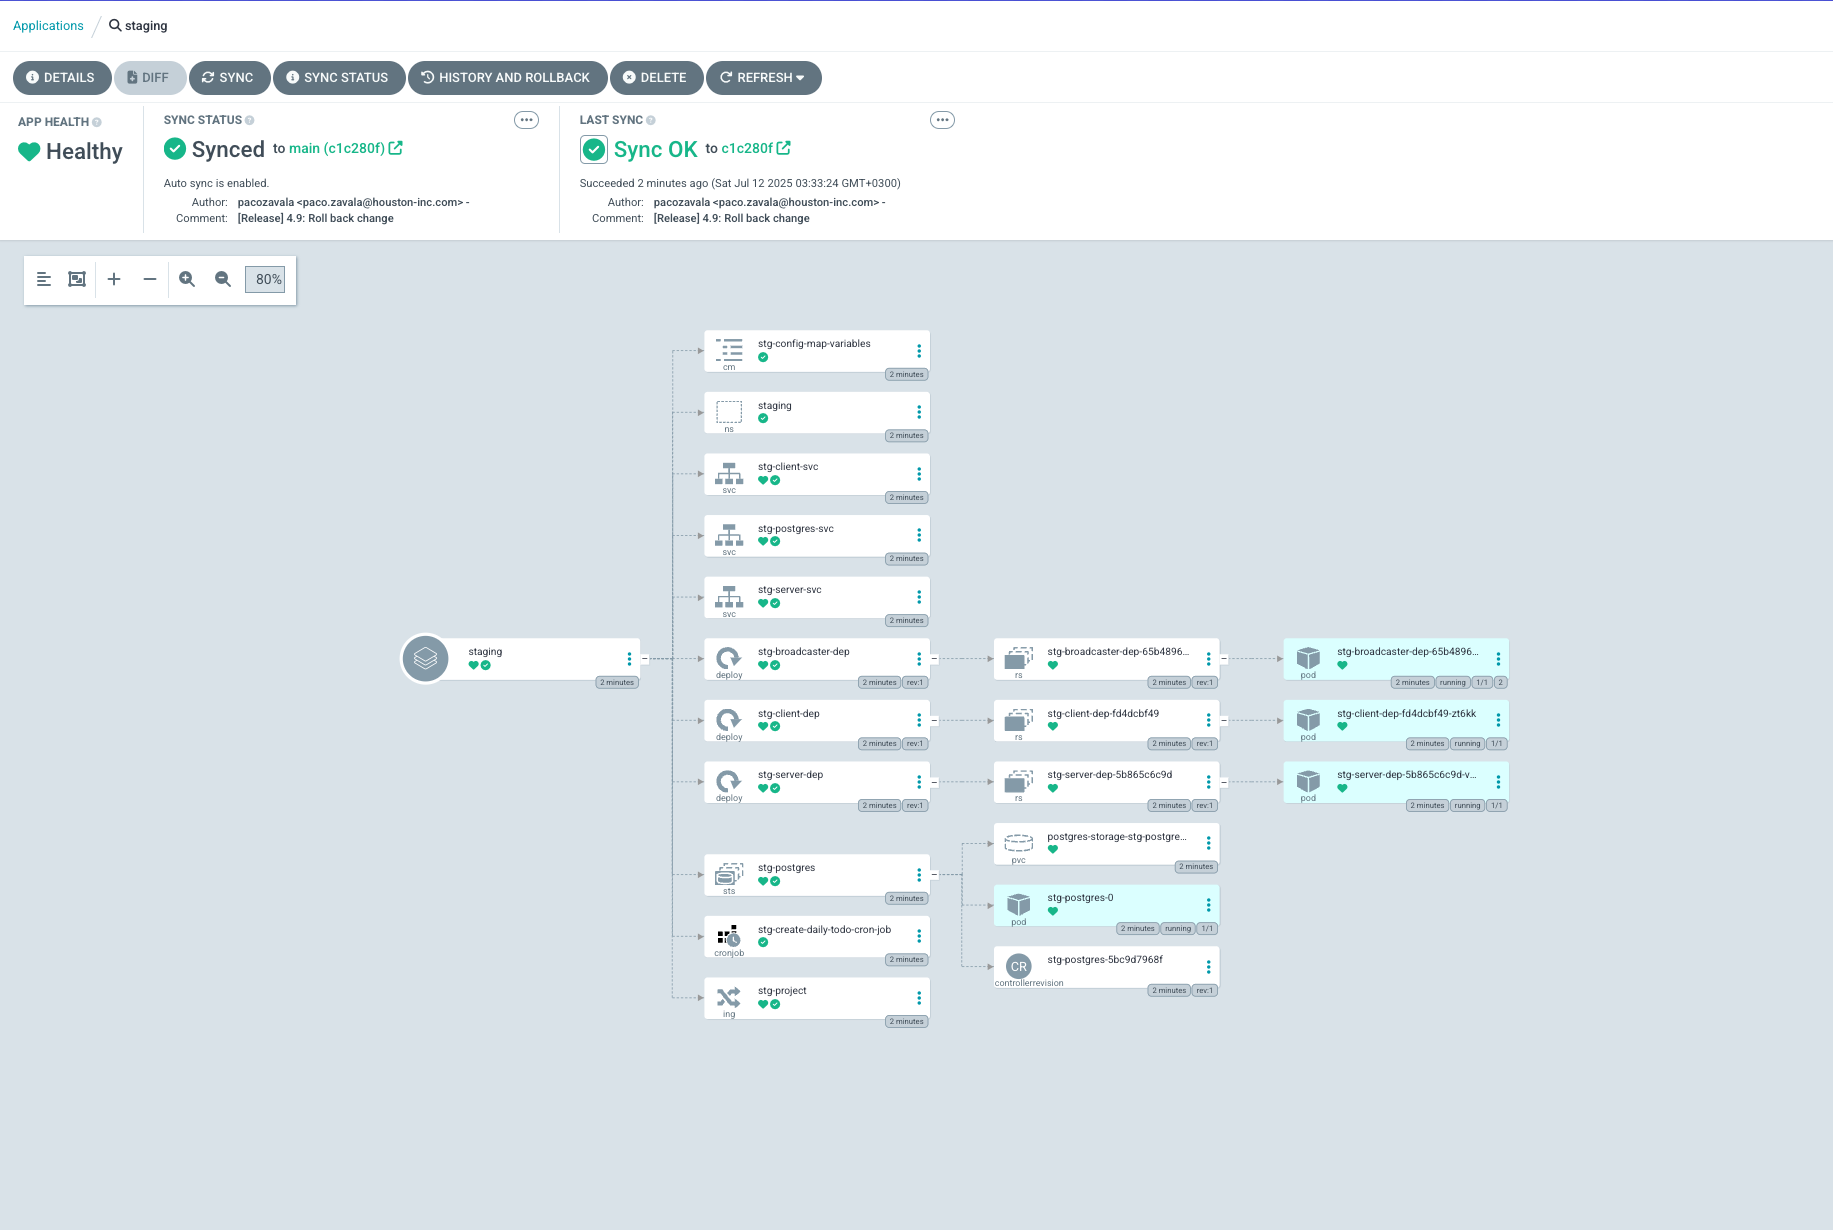 Applications / staging
DETAILS DIFF SYNC SYNC STATUS HISTORY AND ROLLBACK DELETE REFRESH
APP HEALTH
Healthy
SYNC STATUS
Synced to main (c1c280f)
Auto sync is enabled.
Author: pacozavala <paco.zavala@houston-inc.com> -
Comment: [Release] 4.9: Roll back change
LAST SYNC
Sync OK to c1c280f
Succeeded 2 minutes ago (Sat Jul 12 2025 03:33:24 GMT+0300)
Author: pacozavala <paco.zavala@houston-inc.com> -
Comment: [Release] 4.9: Roll back change
80%
staging
2 minutes
stg-config-map-variables
cm
2 minutes
staging
ns
2 minutes
stg-client-svc
svc
2 minutes
stg-postgres-svc
svc
2 minutes
stg-server-svc
svc
2 minutes
stg-broadcaster-dep
deploy
2 minutes rev:1
stg-broadcaster-dep-65b4896...
rs
2 minutes rev:1
stg-broadcaster-dep-65b4896...
pod
2 minutes running 1/1 2
stg-client-dep
deploy
2 minutes rev:1
stg-client-dep-fd4dcbf49
rs
2 minutes rev:1
stg-client-dep-fd4dcbf49-zt6kk
pod
2 minutes running 1/1
stg-server-dep
deploy
2 minutes rev:1
stg-server-dep-5b865c6c9d
rs
2 minutes rev:1
stg-server-dep-5b865c6c9d-v...
pod
2 minutes running 1/1
stg-postgres
sts
2 minutes
postgres-storage-stg-postgre...
pvc
2 minutes
stg-postgres-0
pod
2 minutes running 1/1
CR
stg-postgres-5bc9d7968f
controllerrevision
2 minutes rev:1
stg-create-daily-todo-cron-job
cronjob
2 minutes
stg-project
ing
2 minutes